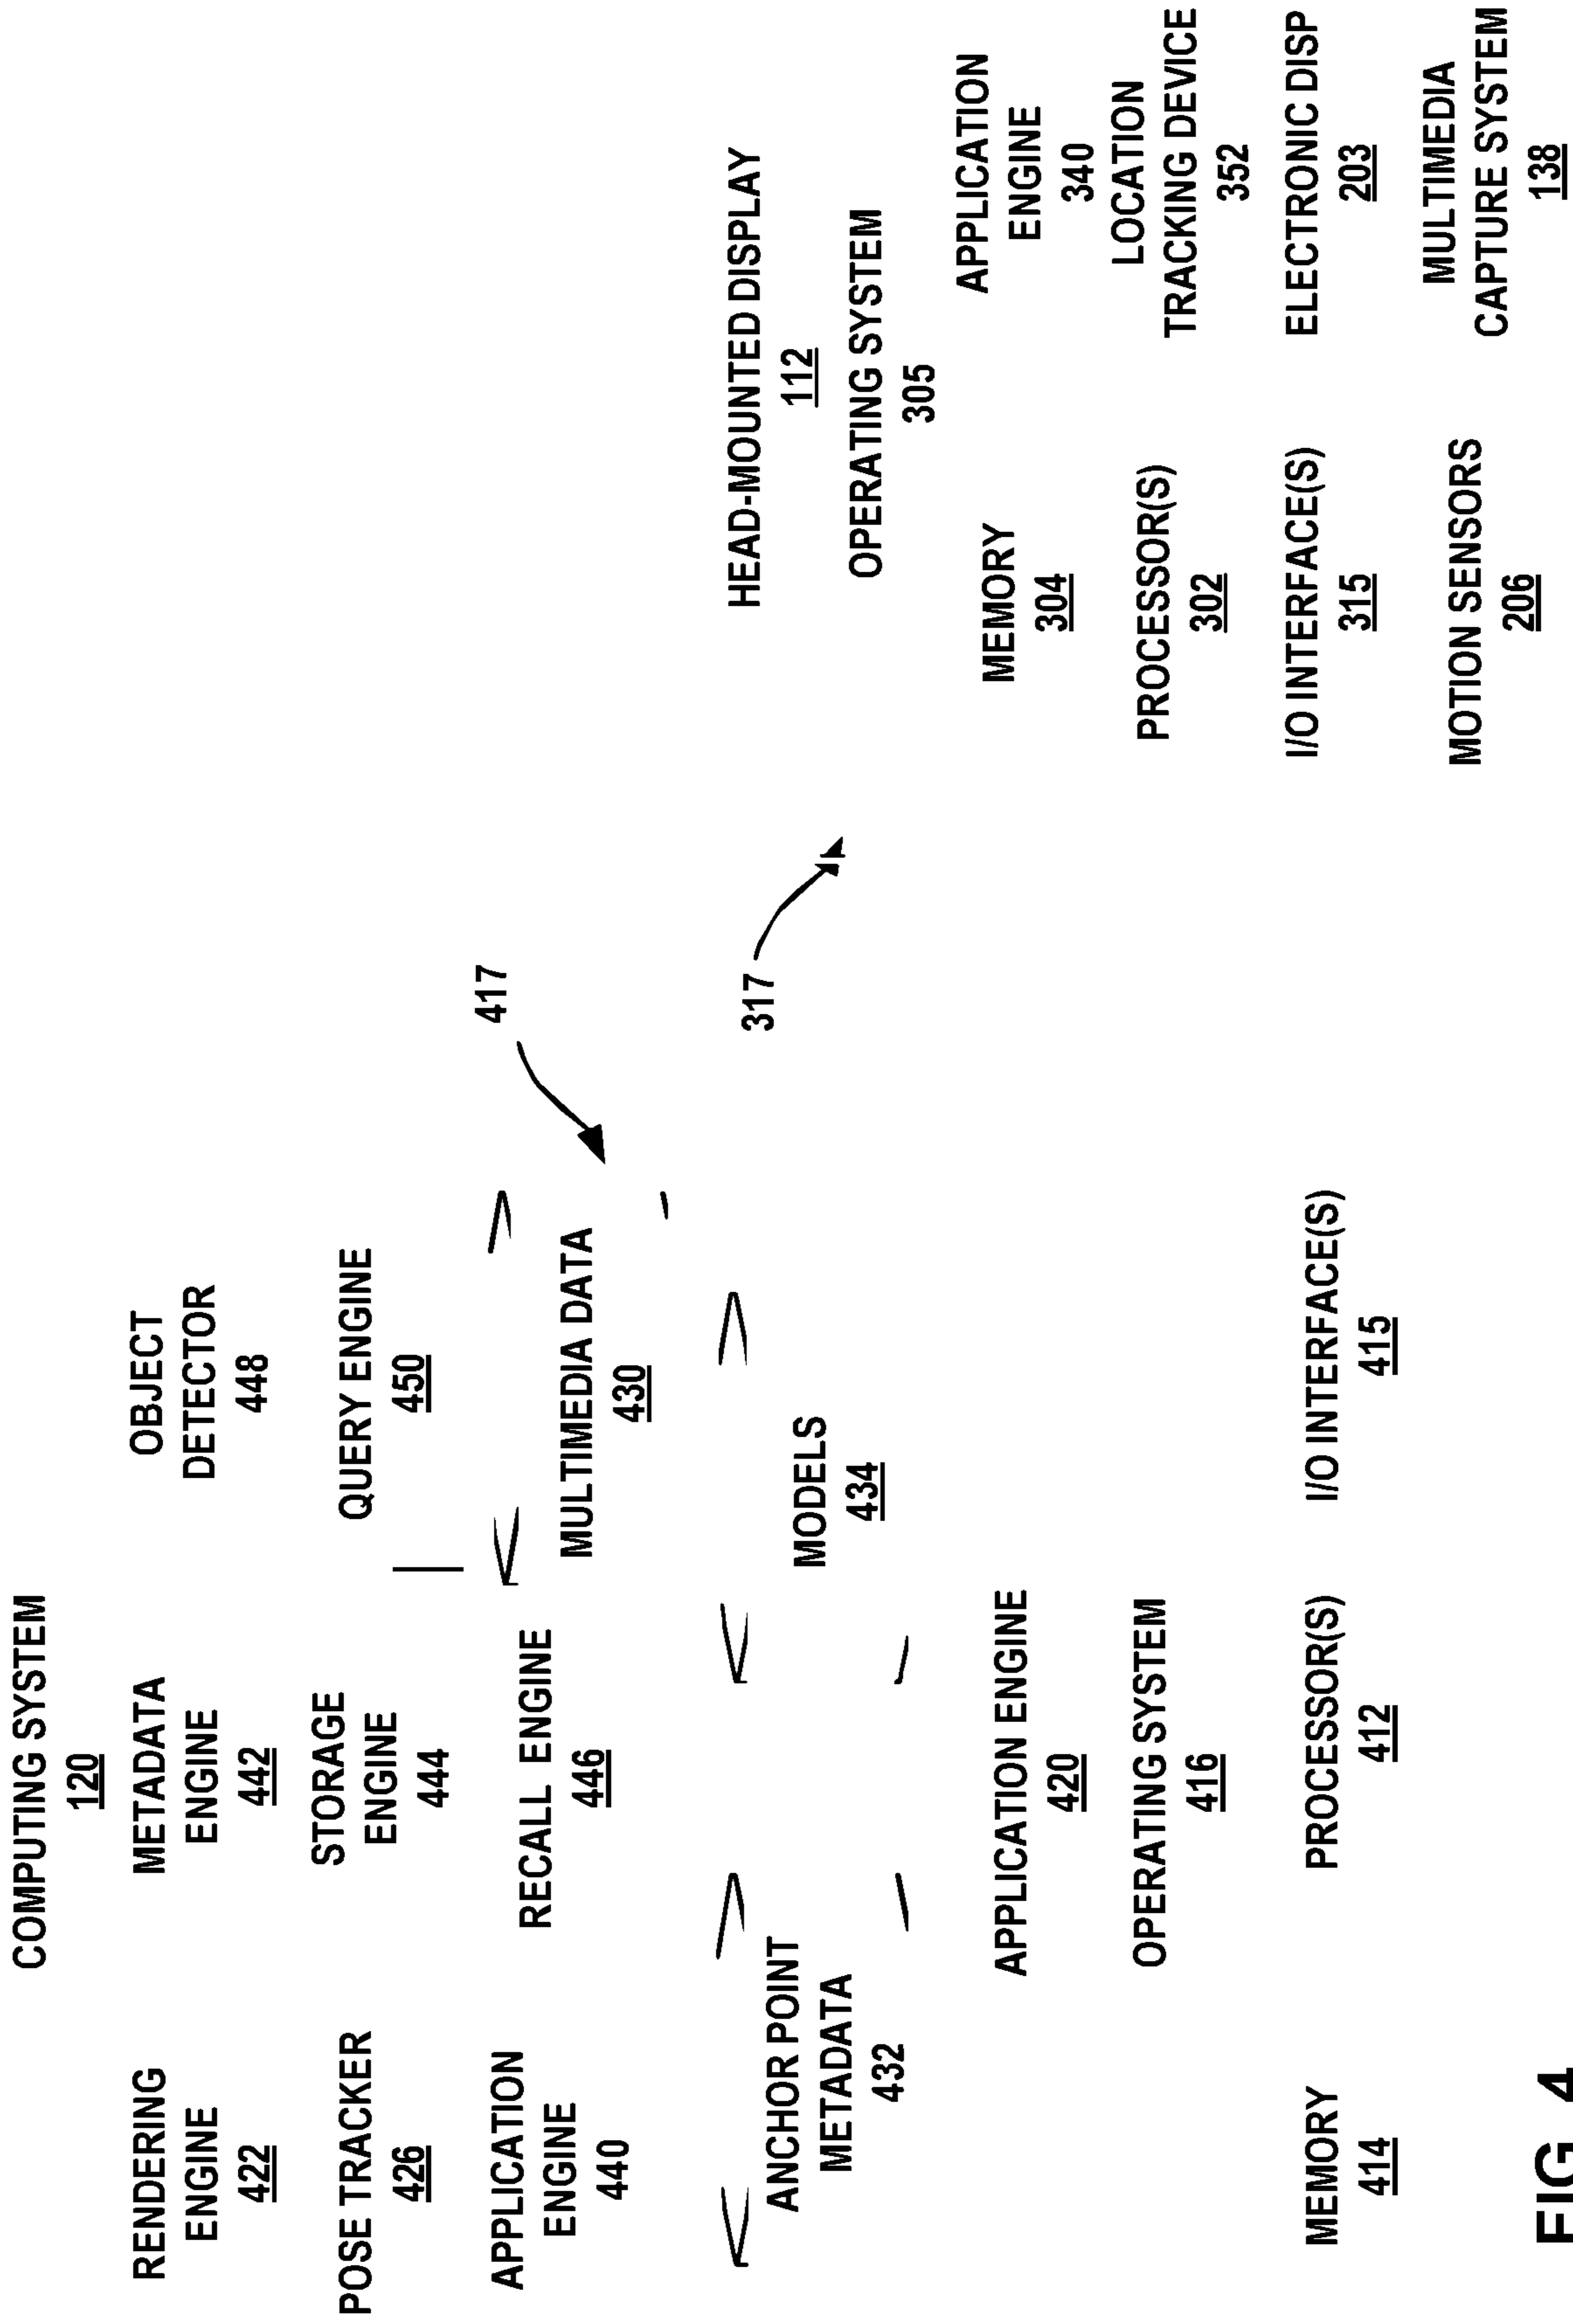 COMPUTING SYSTEM
120
RENDERING
ENGINE
422
METADATA
ENGINE
442
OBJECT
DETECTOR
448
POSE TRACKER
426
STORAGE
ENGINE
444
QUERY ENGINE
450
APPLICATION
ENGINE
440
RECALL ENGINE
446
MULTIMEDIA DATA
430
417
ANCHOR POINT
METADATA
432
MODELS
434
APPLICATION ENGINE
420
OPERATING SYSTEM
416
MEMORY
414
PROCESSOR(S)
412
I/O INTERFACE(S)
415
317
HEAD-MOUNTED DISPLAY
112
OPERATING SYSTEM
305
MEMORY
304
APPLICATION
ENGINE
340
PROCESSOR(S)
302
LOCATION
TRACKING DEVICE
352
I/O INTERFACE(S)
315
ELECTRONIC DISP
203
MOTION SENSORS
206
MULTIMEDIA
CAPTURE SYSTEM
138
FIG. 4